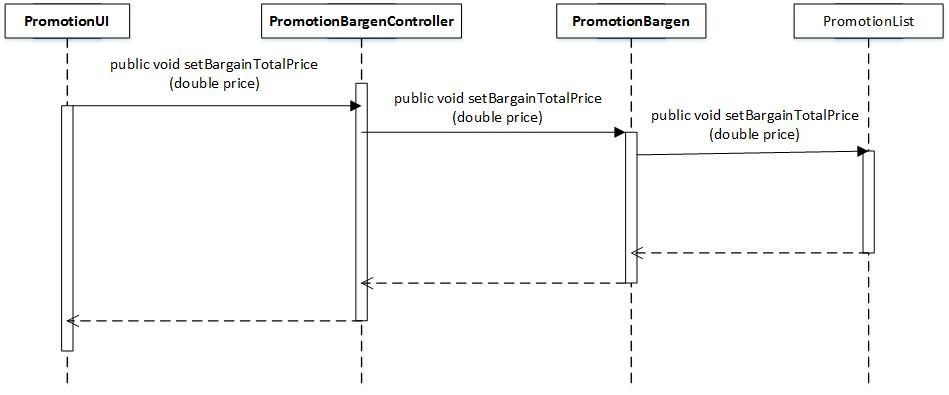 PromotionUI
PromotionBargenController
PromotionBargen
PromotionList
public void setBargainTotalPrice
(double price)
public void setBargainTotalPrice
(double price)
public void setBargainTotalPrice
(double price)